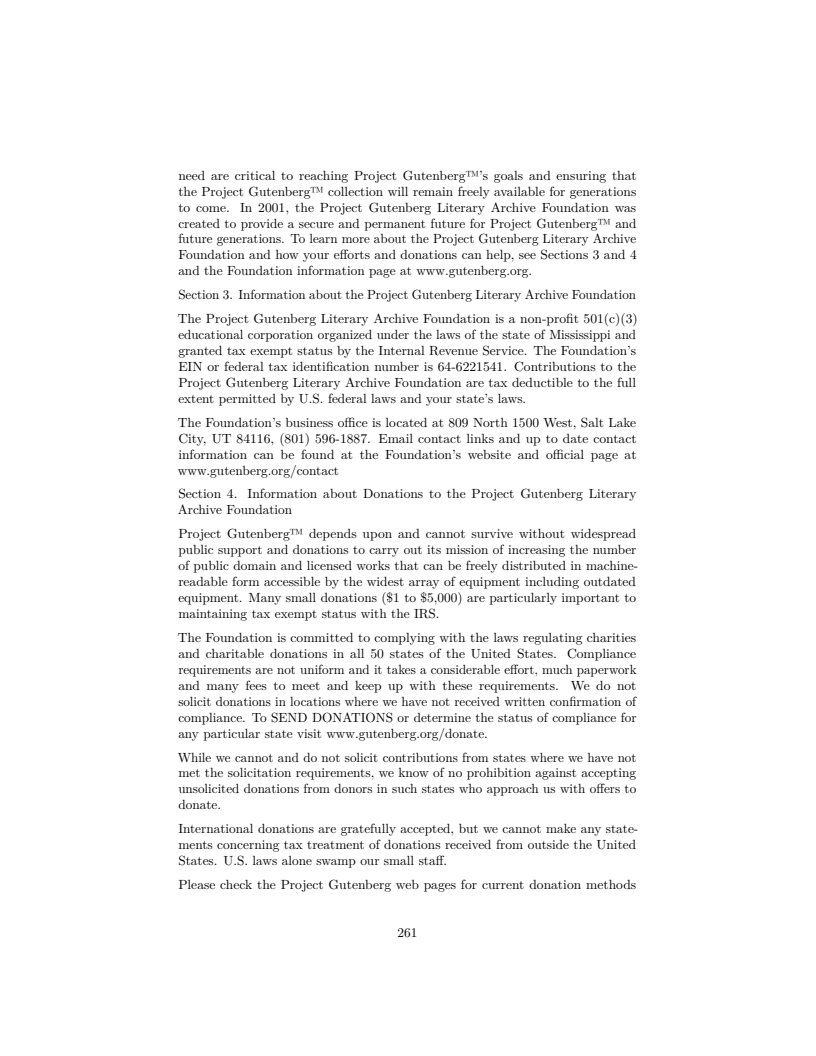 need are critical to reaching Project Gutenberg™'s goals and ensuring that
the Project Gutenberg™ collection will remain freely available for generations
to come. In 2001, the Project Gutenberg Literary Archive Foundation was
created to provide a secure and permanent future for Project Gutenberg™ and
future generations. To learn more about the Project Gutenberg Literary Archive
Foundation and how your efforts and donations can help, see Sections 3 and 4
and the Foundation information page at www.gutenberg.org.
Section 3. Information about the Project Gutenberg Literary Archive Foundation
The Project Gutenberg Literary Archive Foundation is a non-profit 501(c)(3)
educational corporation organized under the laws of the state of Mississippi and
granted tax exempt status by the Internal Revenue Service. The Foundation's
EIN or federal tax identification number is 64-6221541. Contributions to the
Project Gutenberg Literary Archive Foundation are tax deductible to the full
extent permitted by U.S. federal laws and your state's laws.
The Foundation's business office is located at 809 North 1500 West, Salt Lake
City, UT 84116, (801) 596-1887. Email contact links and up to date contact
information can be found at the Foundation's website and official page at
www.gutenberg.org/contact
Section 4. Information about Donations to the Project Gutenberg Literary
Archive Foundation
Project Gutenberg™ depends upon and cannot survive without widespread
public support and donations to carry out its mission of increasing the number
of public domain and licensed works that can be freely distributed in machine-
readable form accessible by the widest array of equipment including outdated
equipment. Many small donations ($1 to $5,000) are particularly important to
maintaining tax exempt status with the IRS.
The Foundation is committed to complying with the laws regulating charities
and charitable donations in all 50 states of the United States. Compliance
requirements are not uniform and it takes a considerable effort, much paperwork
and many fees to meet and keep up with these requirements. We do not
solicit donations in locations where we have not received written confirmation of
compliance. To SEND DONATIONS or determine the status of compliance for
any particular state visit www.gutenberg.org/donate.
While we cannot and do not solicit contributions from states where we have not
met the solicitation requirements, we know of no prohibition against accepting
unsolicited donations from donors in such states who approach us with offers to
donate.
International donations are gratefully accepted, but we cannot make any state-
ments concerning tax treatment of donations received from outside the United
States. U.S. laws alone swamp our small staff.
Please check the Project Gutenberg web pages for current donation methods
261